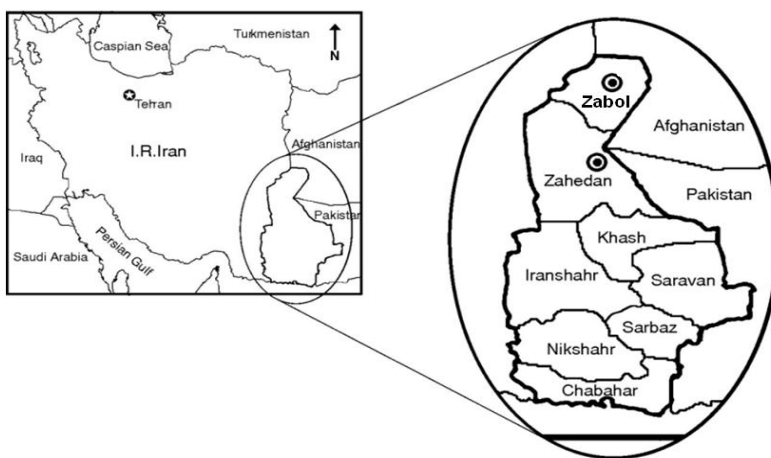 Caspian Sea
Turkmenistan
N
Tehran
I.R.Iran
Iraq
Afghanistan
Pakistan
Persian Gulf
Saudi Arabia
Zabol
Afghanistan
Zahedan
Pakistan
Khash
Iranshahr
Saravan
Sarbaz
Nikshahr
Chabahar